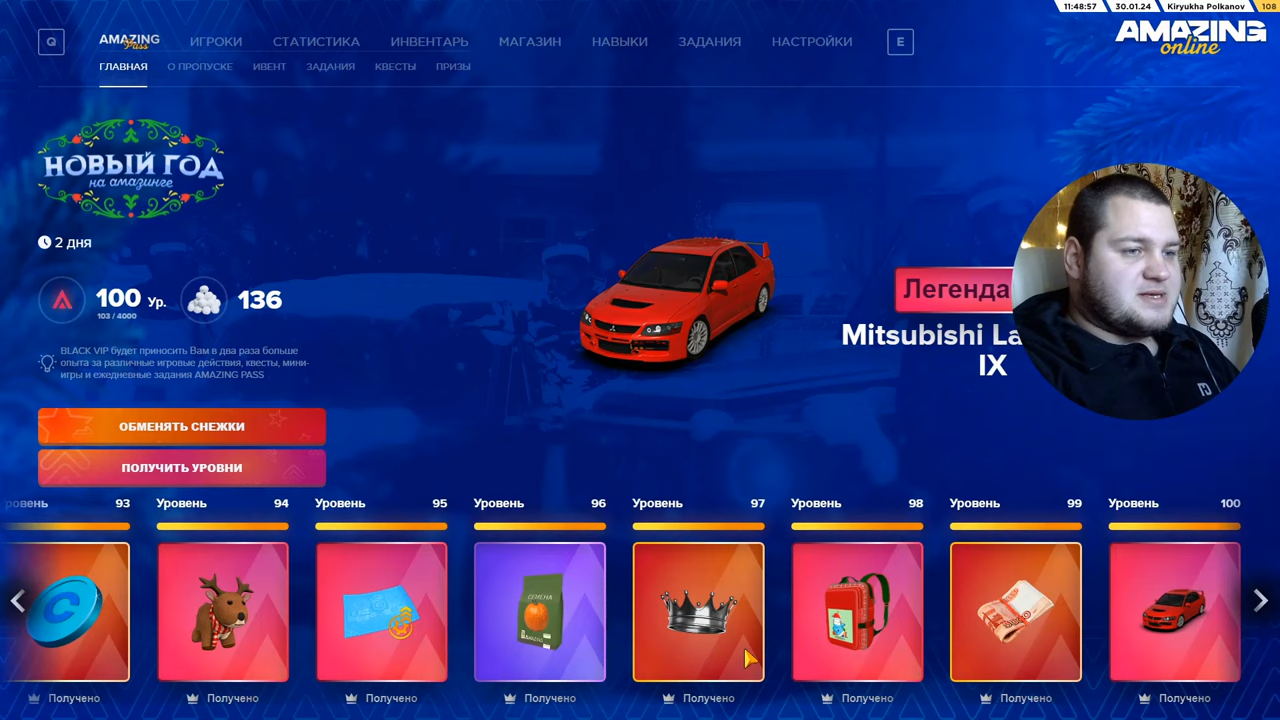 11:48:57 30.01.24 Kiryukha Polkanov 108
AMAZING
online
Q
AMAZING
Pass
ИГРОКИ СТАТИСТИКА ИНВЕНТАРЬ МАГАЗИН НАВЫКИ ЗАДАНИЯ НАСТРОЙКИ
E
ГЛАВНАЯ О ПРОПУСКЕ ИВЕНТ ЗАДАНИЯ КВЕСТЫ ПРИЗЫ
НОВЫЙ ГОД
на амазинге
2 дня
100 Ур. 136
103 / 4000
BLACK VIP будет приносить Вам в два раза больше
опыта за различные игровые действия, квесты, мини-
игры и ежедневные задания AMAZING PASS
Легенда
Mitsubishi La
IX
ОБМЕНЯТЬ СНЕЖКИ
ПОЛУЧИТЬ УРОВНИ
ровень 93 Уровень 94 Уровень 95 Уровень 96 Уровень 97 Уровень 98 Уровень 99 Уровень 100
СЕМЕНА
Получено Получено Получено Получено Получено Получено Получено Получено